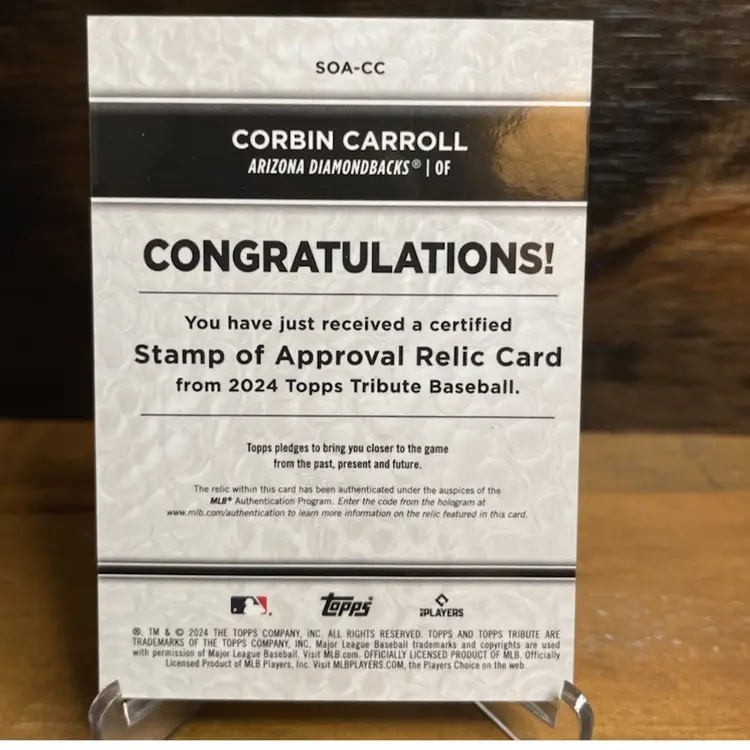 SOA-CC
CORBIN CARROLL
ARIZONA DIAMONDBACKS® | OF
CONGRATULATIONS!
You have just received a certified
Stamp of Approval Relic Card
from 2024 Topps Tribute Baseball.
Topps pledges to bring you closer to the game
from the past, present and future.
The relic within this card has been authenticated under the auspices of the
MLB® Authentication Program. Enter the code from the hologram at
www.mlb.com/authentication to learn more information on the relic featured in this card.
topps PLAYERS
®, TM & © 2024 THE TOPPS COMPANY, INC. ALL RIGHTS RESERVED. TOPPS AND TOPPS TRIBUTE ARE
TRADEMARKS OF THE TOPPS COMPANY, INC. Major League Baseball trademarks and copyrights are used
with permission of Major League Baseball. Visit MLB.com. OFFICIALLY LICENSED PRODUCT OF MLB. Officially
Licensed Product of MLB Players, Inc. Visit MLBPLAYERS.COM, the Players Choice on the web.